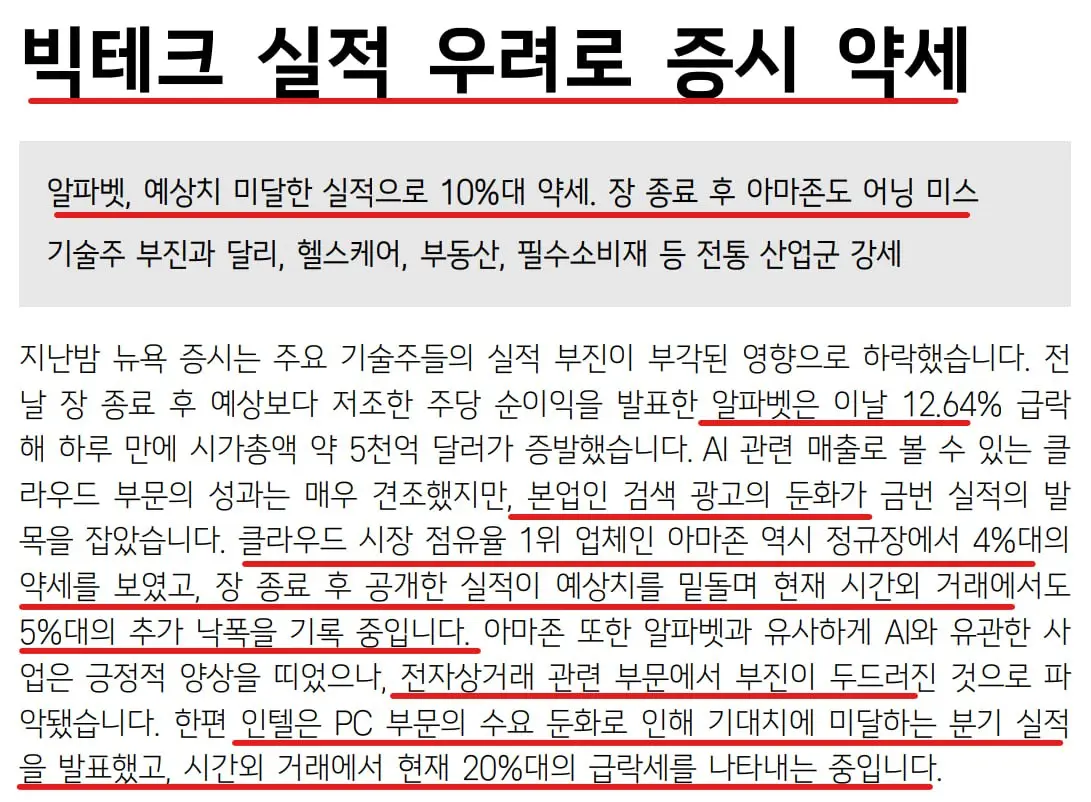 빅테크 실적 우려로 증시 약세
알파벳, 예상치 미달한 실적으로 10%대 약세. 장 종료 후 아마존도 어닝 미스
기술주 부진과 달리, 헬스케어, 부동산, 필수소비재 등 전통 산업군 강세
지난밤 뉴욕 증시는 주요 기술주들의 실적 부진이 부각된 영향으로 하락했습니다. 전
날 장 종료 후 예상보다 저조한 주당 순이익을 발표한 알파벳은 이날 12.64% 급락
해 하루 만에 시가총액 약 5천억 달러가 증발했습니다. AI 관련 매출로 볼 수 있는 클
라우드 부문의 성과는 매우 견조했지만, 본업인 검색 광고의 둔화가 금번 실적의 발
목을 잡았습니다. 클라우드 시장 점유율 1위 업체인 아마존 역시 정규장에서 4%대의
약세를 보였고, 장 종료 후 공개한 실적이 예상치를 밑돌며 현재 시간외 거래에서도
5%대의 추가 낙폭을 기록 중입니다. 아마존 또한 알파벳과 유사하게 AI와 유관한 사
업은 긍정적 양상을 띠었으나, 전자상거래 관련 부문에서 부진이 두드러진 것으로 파
악됐습니다. 한편 인텔은 PC 부문의 수요 둔화로 인해 기대치에 미달하는 분기 실적
을 발표했고, 시간외 거래에서 현재 20%대의 급락세를 나타내는 중입니다.